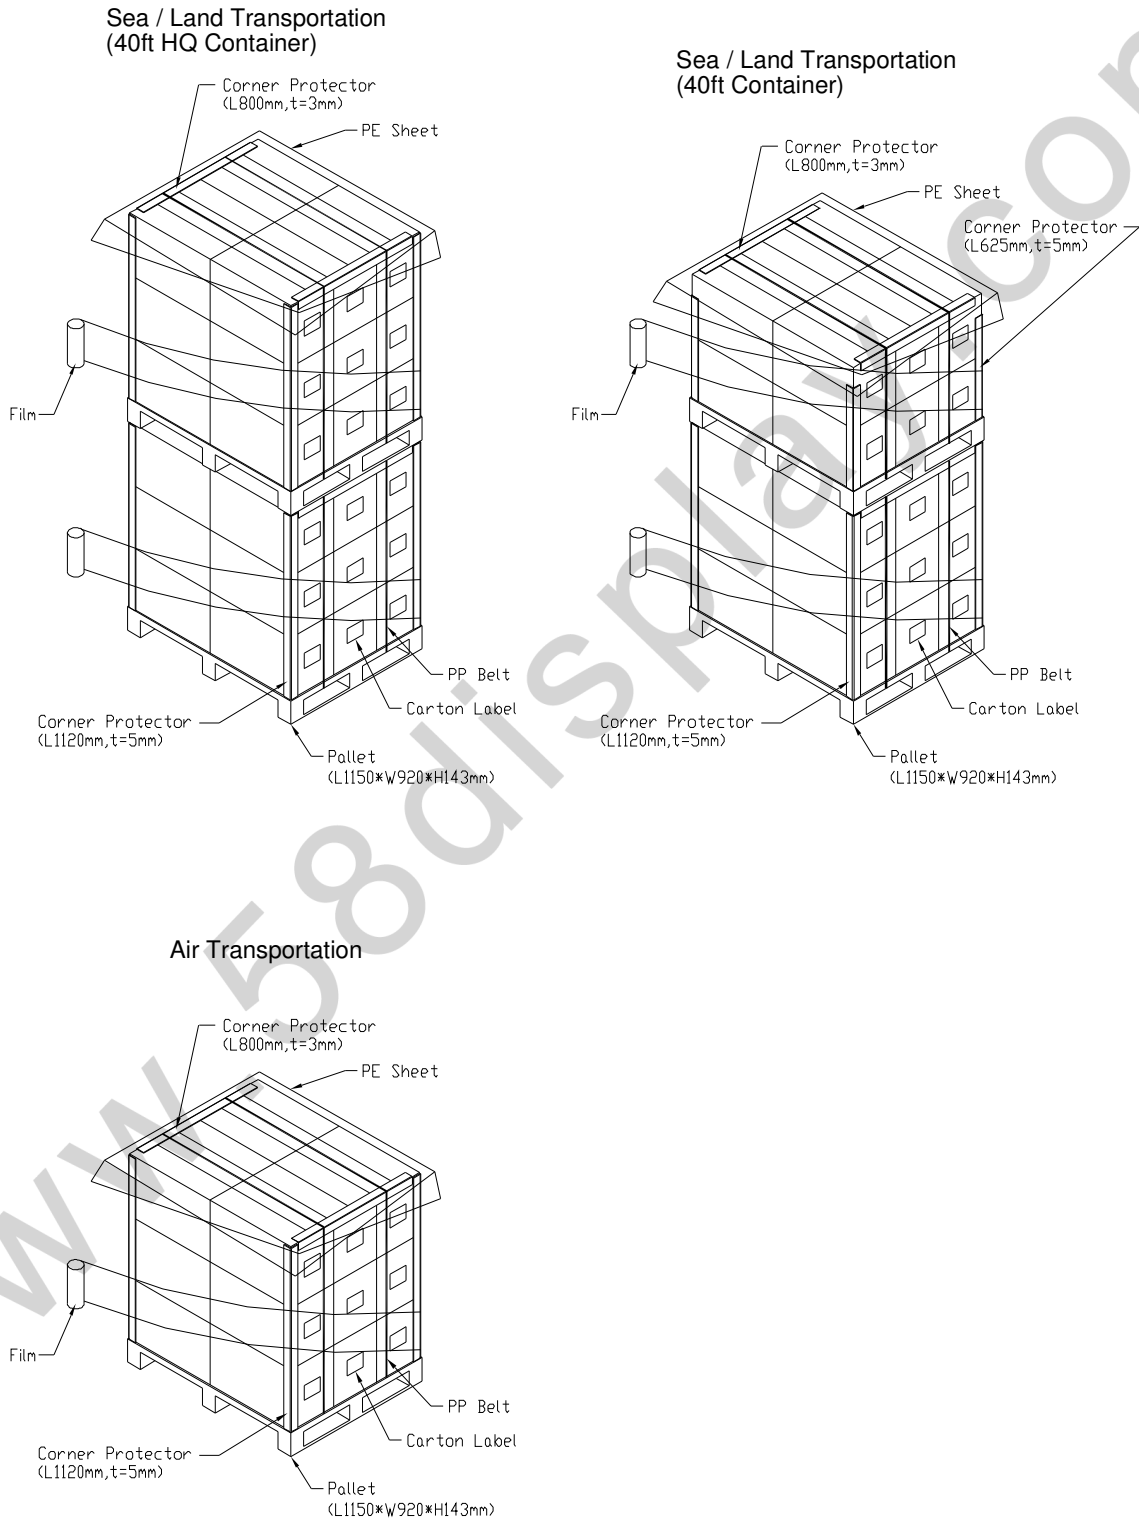 Sea / Land Transportation
(40ft HQ Container)
Corner Protector
(L800mm,t=3mm)
PE Sheet
Film
PP Belt
Carton Label
Corner Protector
(L1120mm,t=5mm)
Pallet
(L1150*W920*H143mm)
Sea / Land Transportation
(40ft Container)
Corner Protector
(L800mm,t=3mm)
PE Sheet
Corner Protector
(L625mm,t=5mm)
Film
PP Belt
Carton Label
Corner Protector
(L1120mm,t=5mm)
Pallet
(L1150*W920*H143mm)
Air Transportation
Corner Protector
(L800mm,t=3mm)
PE Sheet
Film
PP Belt
Carton Label
Corner Protector
(L1120mm,t=5mm)
Pallet
(L1150*W920*H143mm)
ww.58display.co